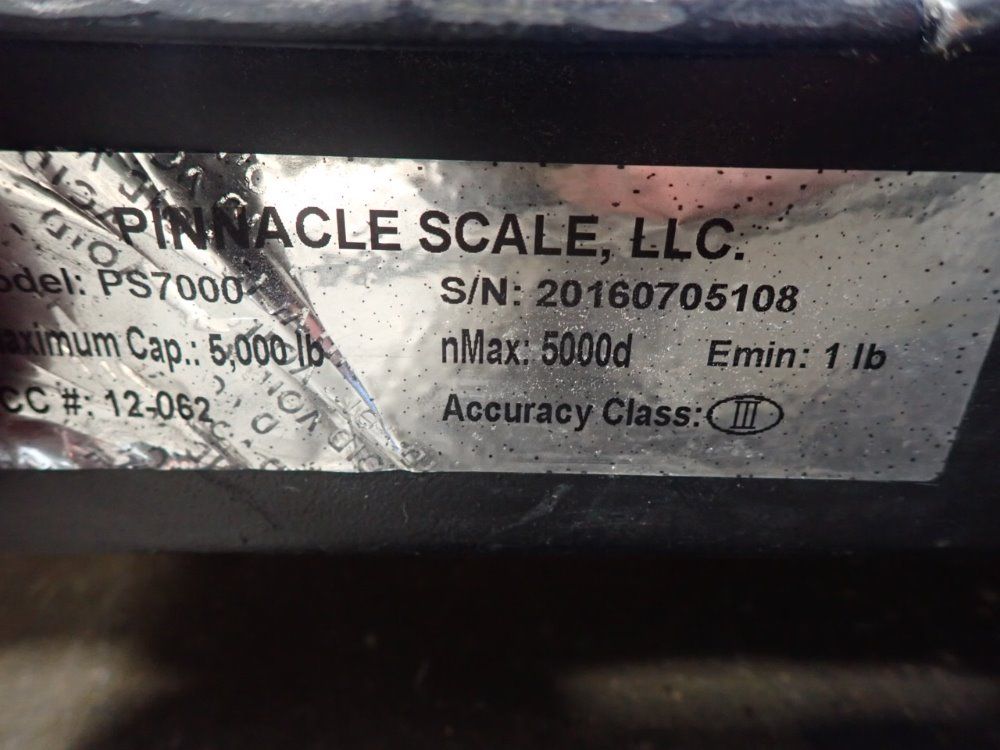 PINNACLE SCALE, LLC.
odel: PS7000 S/N: 20160705108
aximum Cap.: 5,000 lb nMax: 5000d Emin: 1 lb
CC #: 12-062 Accuracy Class: III